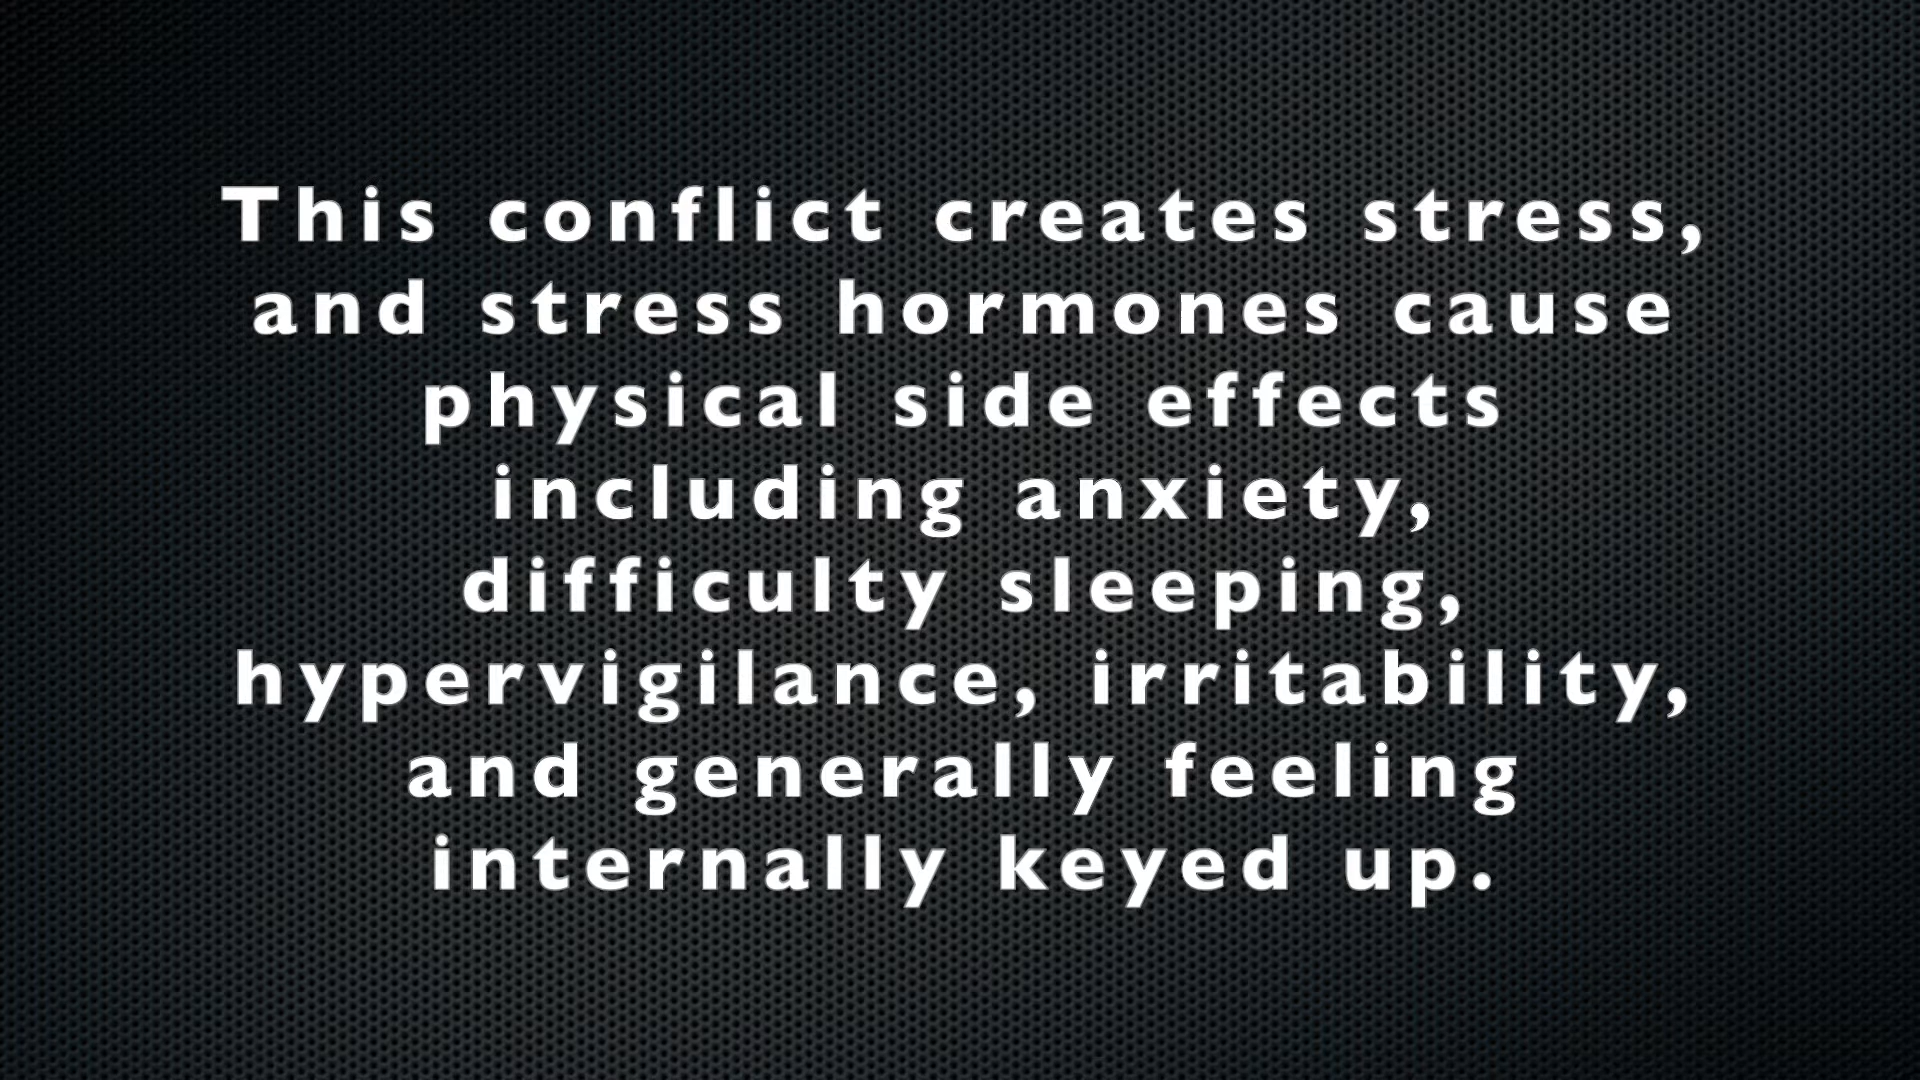 This conflict creates stress,
and stress hormones cause
physical side effects
including anxiety,
difficulty sleeping,
hypervigilance, irritability,
and generally feeling
internally keyed up.